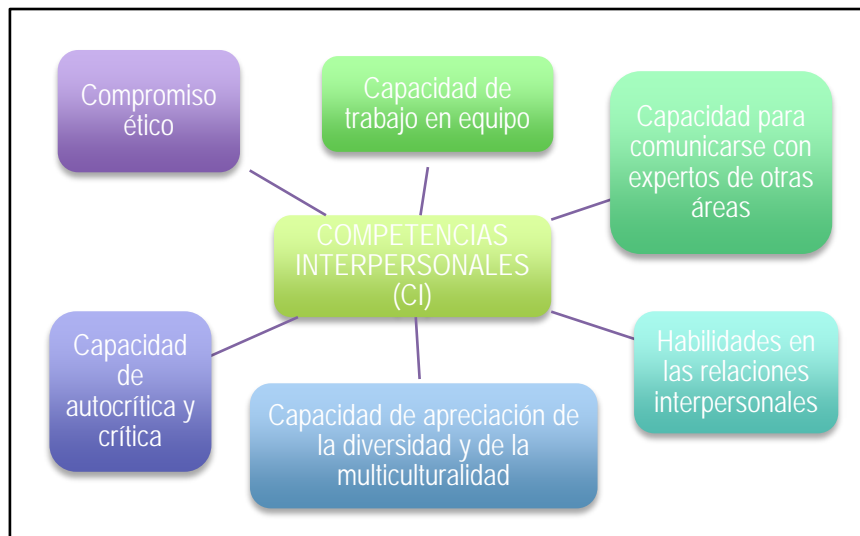 Compromiso
ético
Capacidad de
trabajo en equipo
Capacidad para
comunicarse con
expertos de otras
áreas
COMPETENCIAS
INTERPERSONALES
(CI)
Capacidad
de
autocrítica y
crítica
Capacidad de apreciación de
la diversidad y de la
multiculturalidad
Habilidades en
las relaciones
interpersonales